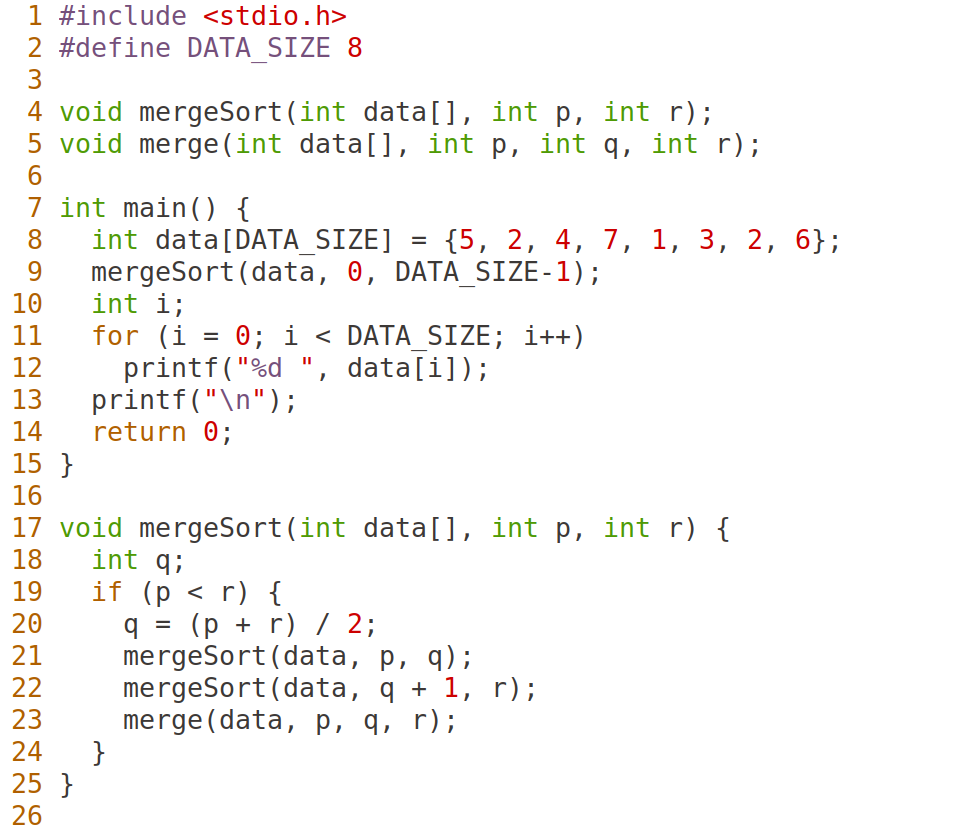 1 #include <stdio.h>
2 #define DATA_SIZE 8
3
4 void mergeSort(int data[], int p, int r);
5 void merge(int data[], int p, int q, int r);
6
7 int main() {
8   int data[DATA_SIZE] = {5, 2, 4, 7, 1, 3, 2, 6};
9   mergeSort(data, 0, DATA_SIZE-1);
10   int i;
11   for (i = 0; i < DATA_SIZE; i++)
12     printf("%d ", data[i]);
13   printf("\n");
14   return 0;
15 }
16
17 void mergeSort(int data[], int p, int r) {
18   int q;
19   if (p < r) {
20     q = (p + r) / 2;
21     mergeSort(data, p, q);
22     mergeSort(data, q + 1, r);
23     merge(data, p, q, r);
24   }
25 }
26